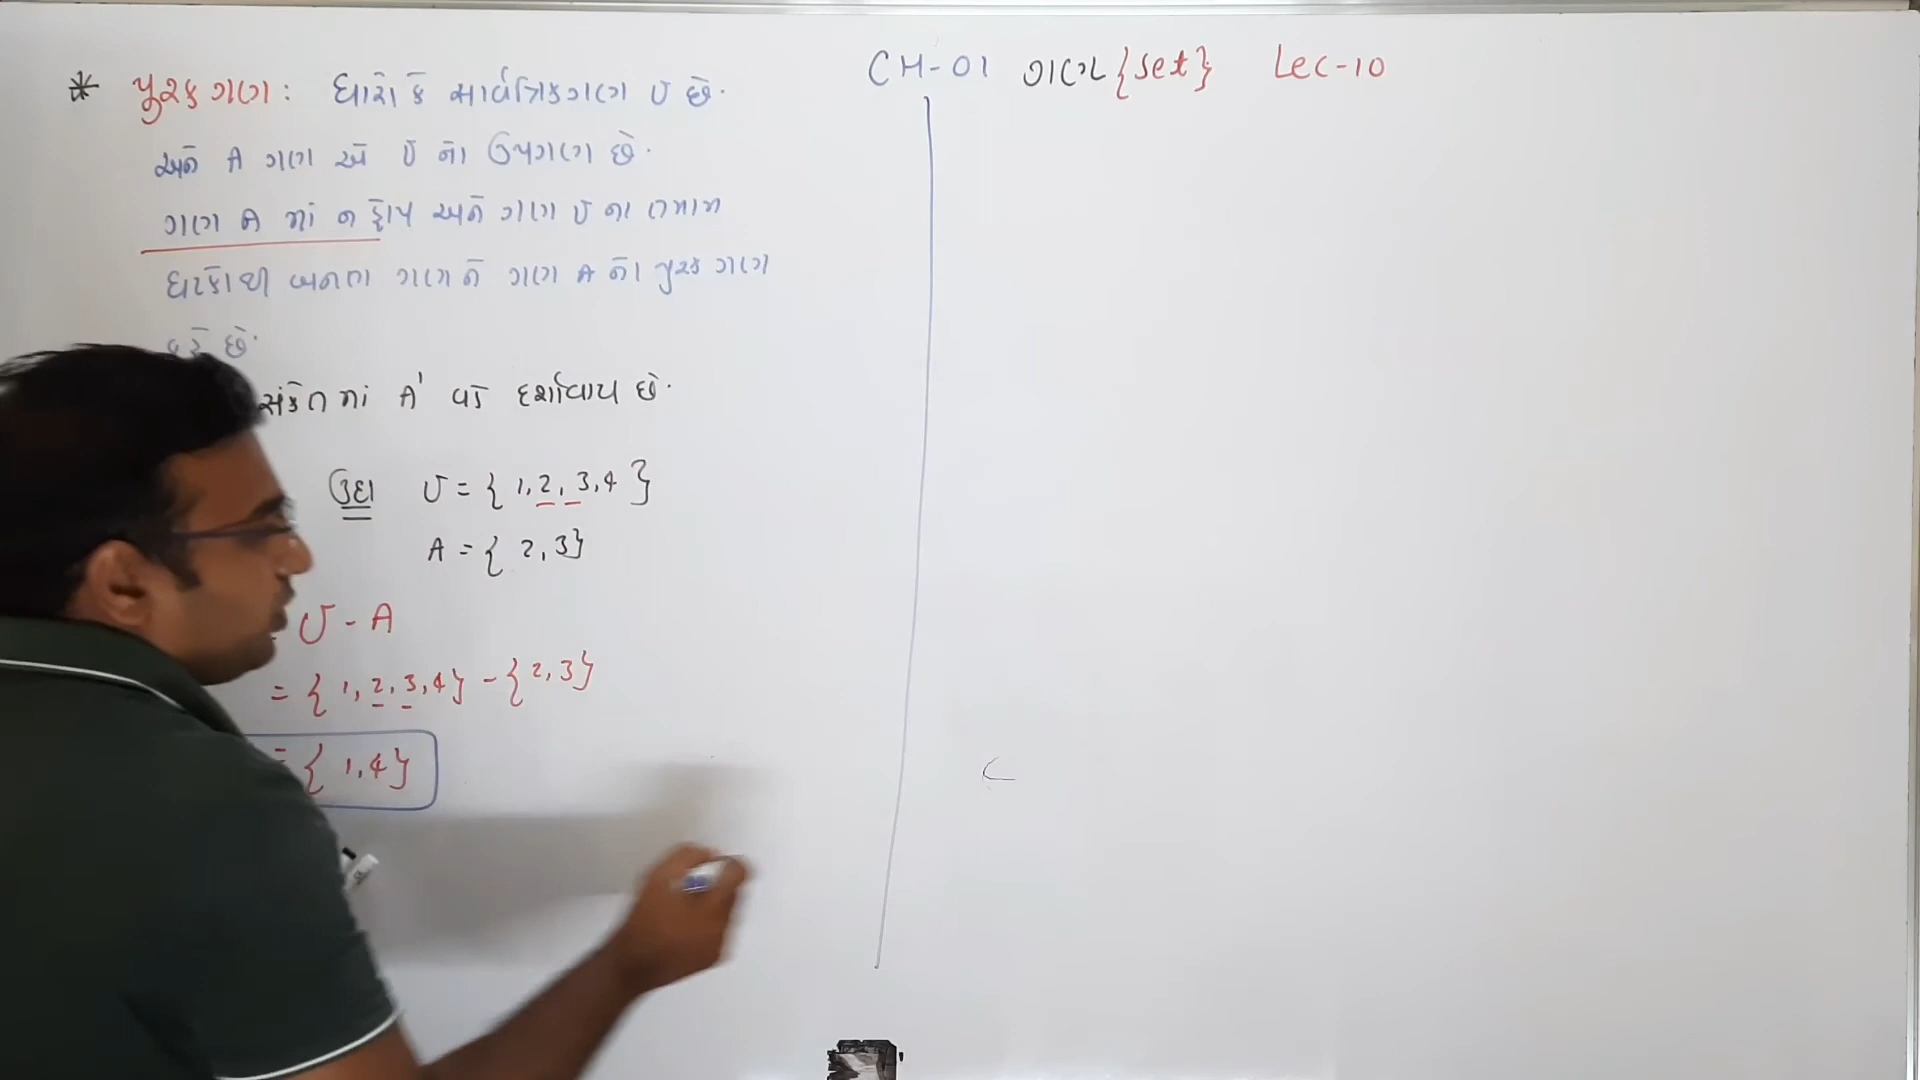 CH-01 ગણ {set} Lec-10
* પુરક ગણ : ધારો કે સાર્વત્રિકગણ U છે.
અને A ગણ એ U નો ઉપગણ છે.
ગણ A માં ન હોય અને ગણ U ના તમામ
ઘટકોથી બનતા ગણ ને ગણ A નો પુરક ગણ
કહે છે.
સંકેત માં A' વડે દર્શાવાય છે.
ઉદા U = { 1, 2, 3, 4 }
A = { 2, 3 }
U - A
= { 1, 2, 3, 4 } - { 2, 3 }
= { 1, 4 }